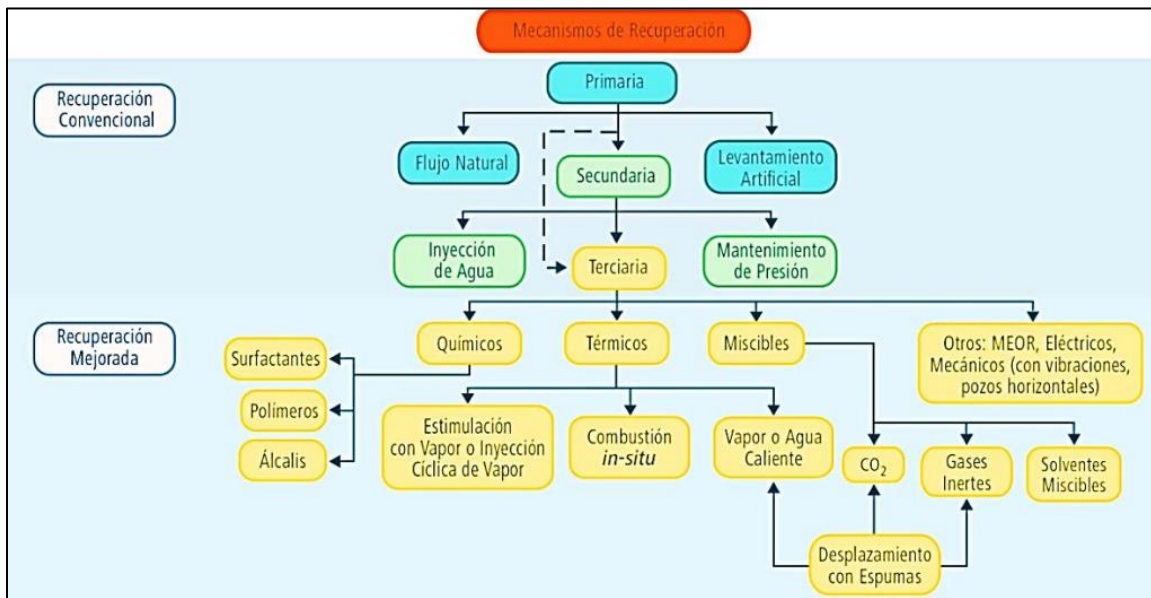 Mecanismos de Recuperación
Recuperación
Convencional
Primaria
Flujo Natural
Levantamiento
Artificial
Secundaria
Inyección
de Agua
Terciaria
Mantenimiento
de Presión
Recuperación
Mejorada
Químicos
Térmicos
Miscibles
Otros: MEOR, Eléctricos,
Mecánicos (con vibraciones,
pozos horizontales)
Surfactantes
Polímeros
Álcalis
Estimulación
con Vapor o Inyección
Cíclica de Vapor
Combustión
in-situ
Vapor o Agua
Caliente
CO₂
Gases
Inertes
Solventes
Miscibles
Desplazamiento
con Espumas